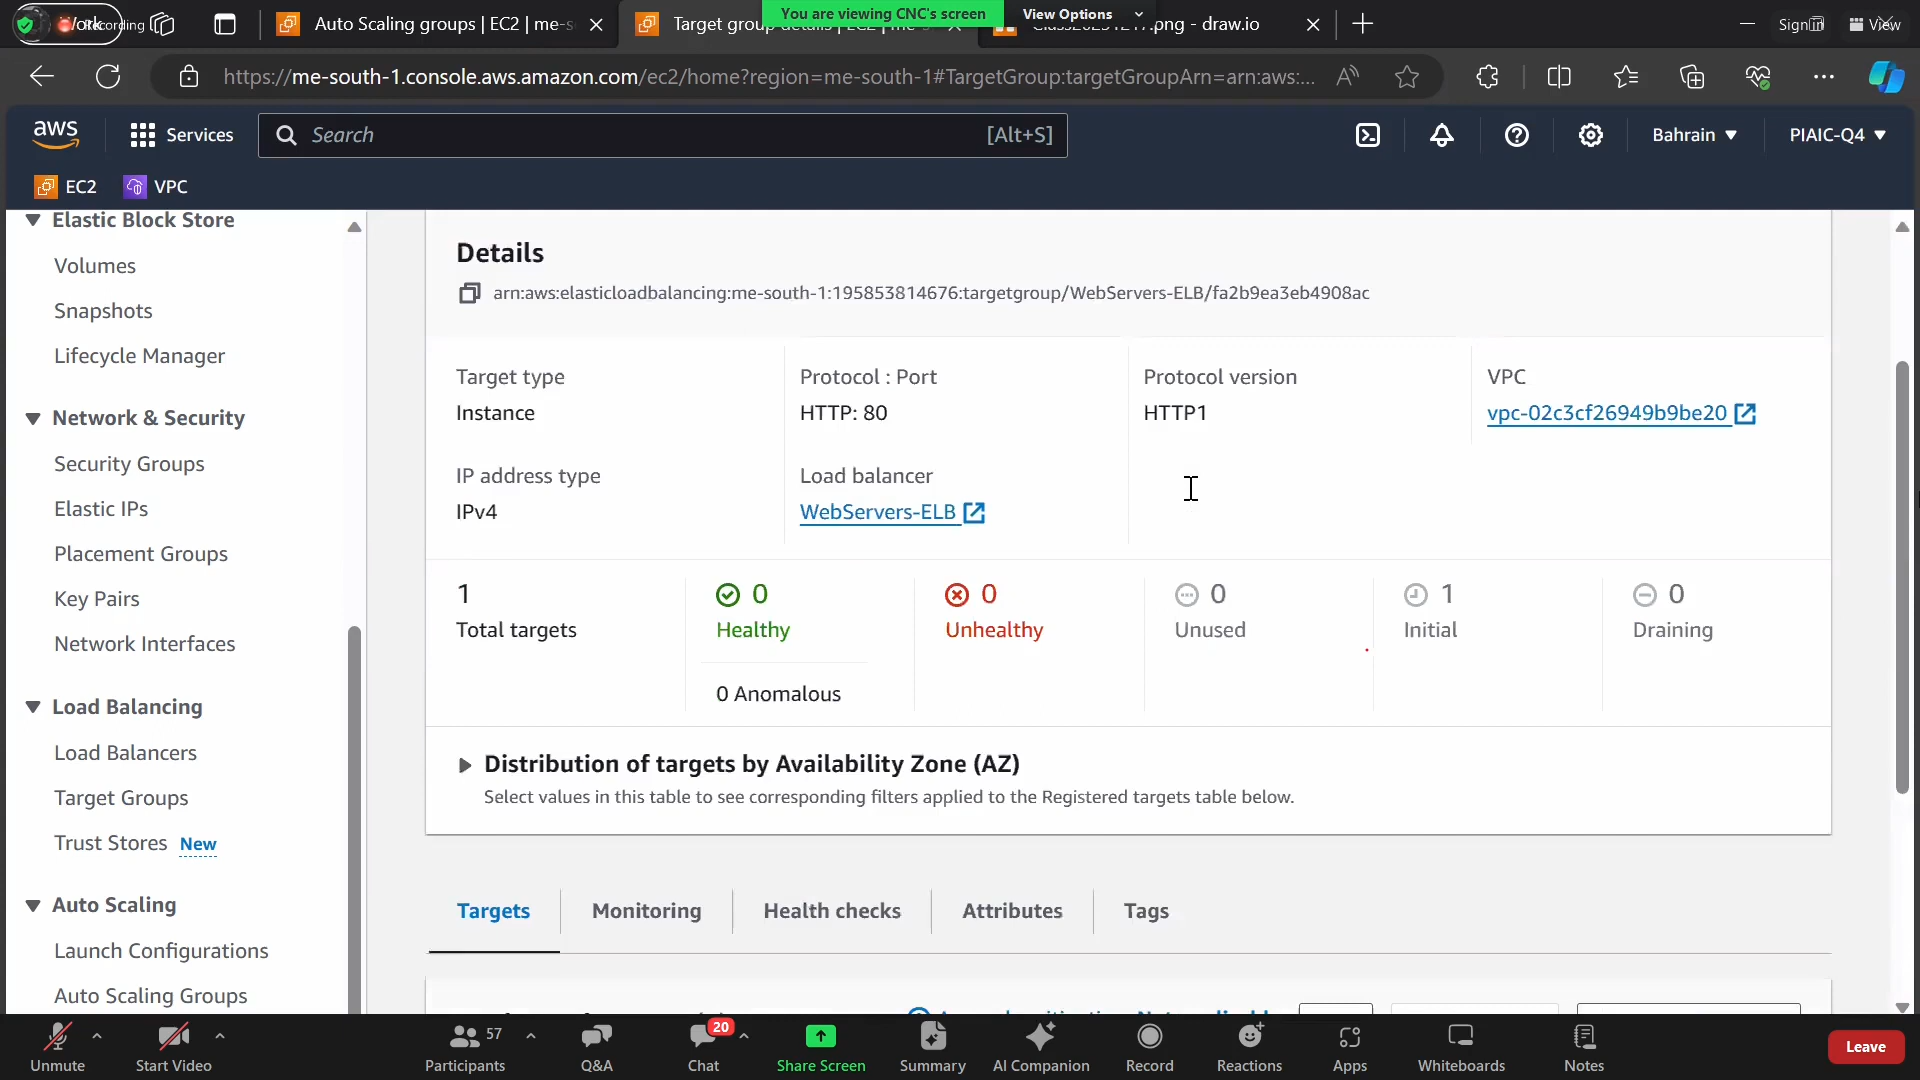 Work
Recording
Auto Scaling groups | EC2 | me-s
You are viewing CNC's screen
View Options
.png - draw.io
Sign in
View
https://me-south-1.console.aws.amazon.com/ec2/home?region=me-south-1#TargetGroup:targetGroupArn=arn:aws:...
aws
Services
Search
[Alt+S]
Bahrain
PIAIC-Q4
EC2
VPC
Elastic Block Store
Volumes
Snapshots
Lifecycle Manager
Network & Security
Security Groups
Elastic IPs
Placement Groups
Key Pairs
Network Interfaces
Load Balancing
Load Balancers
Target Groups
Trust Stores New
Auto Scaling
Launch Configurations
Auto Scaling Groups
Details
arn:aws:elasticloadbalancing:me-south-1:195853814676:targetgroup/WebServers-ELB/fa2b9ea3eb4908ac
Target type
Instance
Protocol : Port
HTTP: 80
Protocol version
HTTP1
VPC
vpc-02c3cf26949b9be20
IP address type
IPv4
Load balancer
WebServers-ELB
1
Total targets
0
Healthy
0 Anomalous
0
Unhealthy
0
Unused
1
Initial
0
Draining
Distribution of targets by Availability Zone (AZ)
Select values in this table to see corresponding filters applied to the Registered targets table below.
Targets
Monitoring
Health checks
Attributes
Tags
Unmute
Start Video
57
Participants
Q&A
20
Chat
Share Screen
Summary
AI Companion
Record
Reactions
Apps
Whiteboards
Notes
Leave